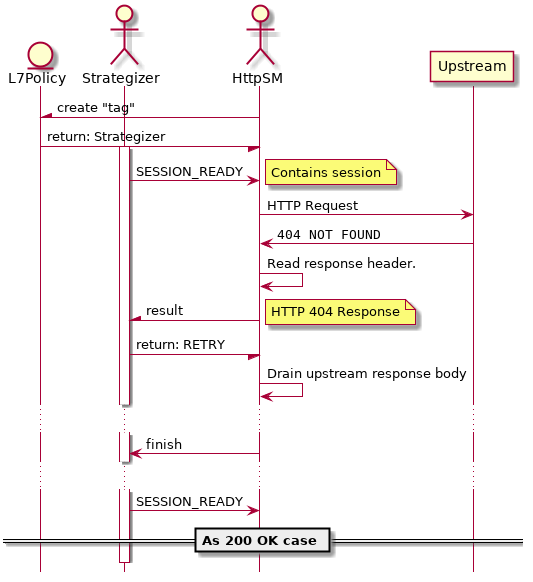 L7Policy
Strategizer
HttpSM
Upstream
create "tag"
return: Strategizer
SESSION_READY
Contains session
HTTP Request
404 NOT FOUND
Read response header.
result
HTTP 404 Response
return: RETRY
Drain upstream response body
finish
SESSION_READY
As 200 OK case